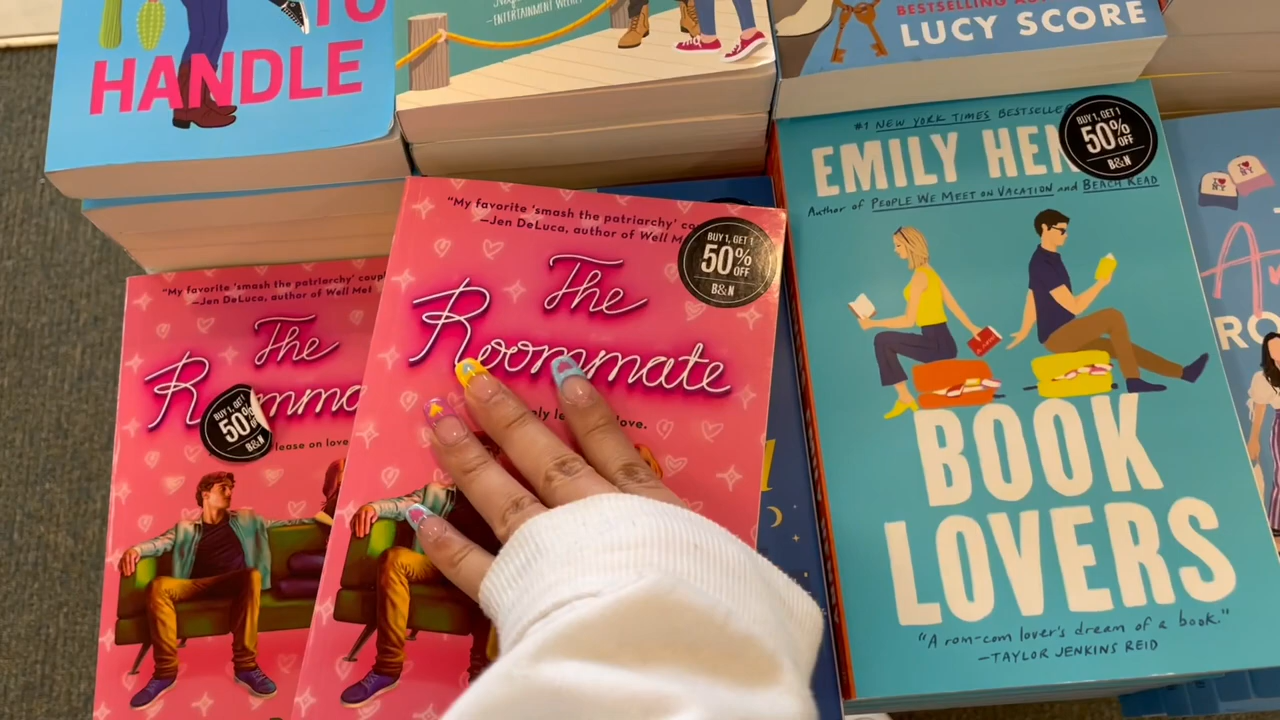 TO
HANDLE
—ENTERTAINMENT WEEKLY
BESTSELLING
LUCY SCORE
"My favorite 'smash the patriarchy' coupl
—Jen DeLuca, author of Well Met
The
R mma
BUY 1, GET 1
50%
B&N
lease on love
"My favorite 'smash the patriarchy' co
—Jen DeLuca, author of Well M
BUY 1, GET 1
50%
OFF
B&N
The
Roommate
love.
#1 NEW YORK TIMES BESTSELLE
EMILY HEN
BUY 1, GET 1
50%
OFF
B&N
Author of PEOPLE WE MEET ON VACATION and BEACH READ
BOOK
LOVERS
"A rom-com lover's dream of a book."
—TAYLOR JENKINS REID
I ♥
NY
RO